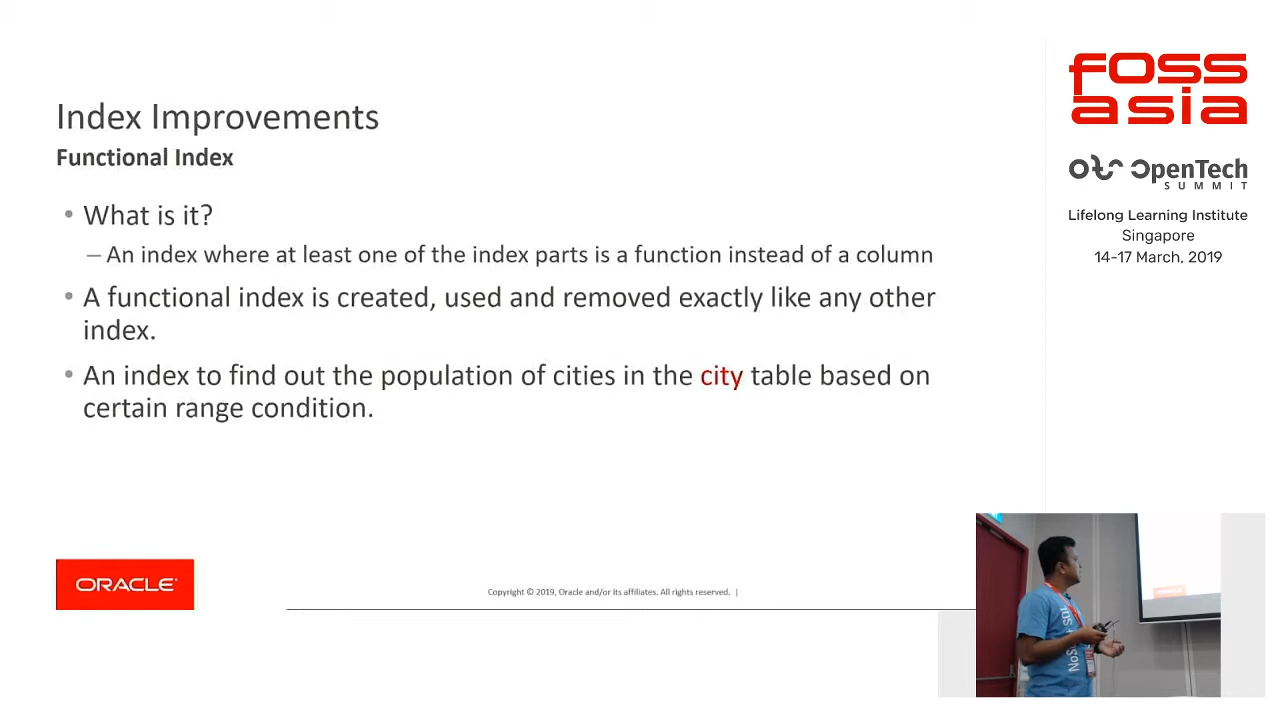 Index Improvements
Functional Index
• What is it?
– An index where at least one of the index parts is a function instead of a column
• A functional index is created, used and removed exactly like any other
index.
• An index to find out the population of cities in the city table based on
certain range condition.
ORACLE
Copyright © 2019, Oracle and/or its affiliates. All rights reserved. |
FOSS
asia
OpenTech
SUMMIT
Lifelong Learning Institute
Singapore
14-17 March, 2019